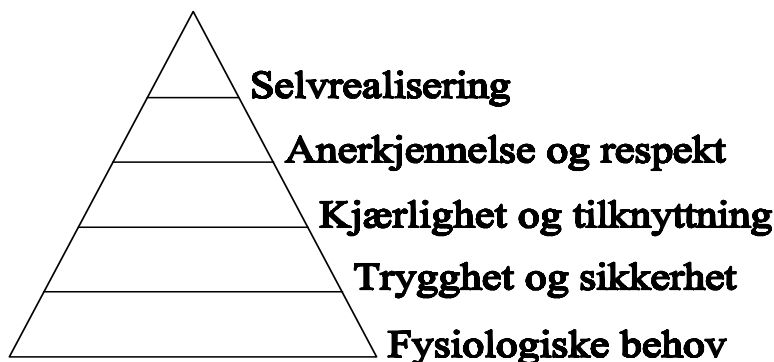 Selvrealisering
Anerkjennelse og respekt
Kjærlighet og tilknyttning
Trygghet og sikkerhet
Fysiologiske behov